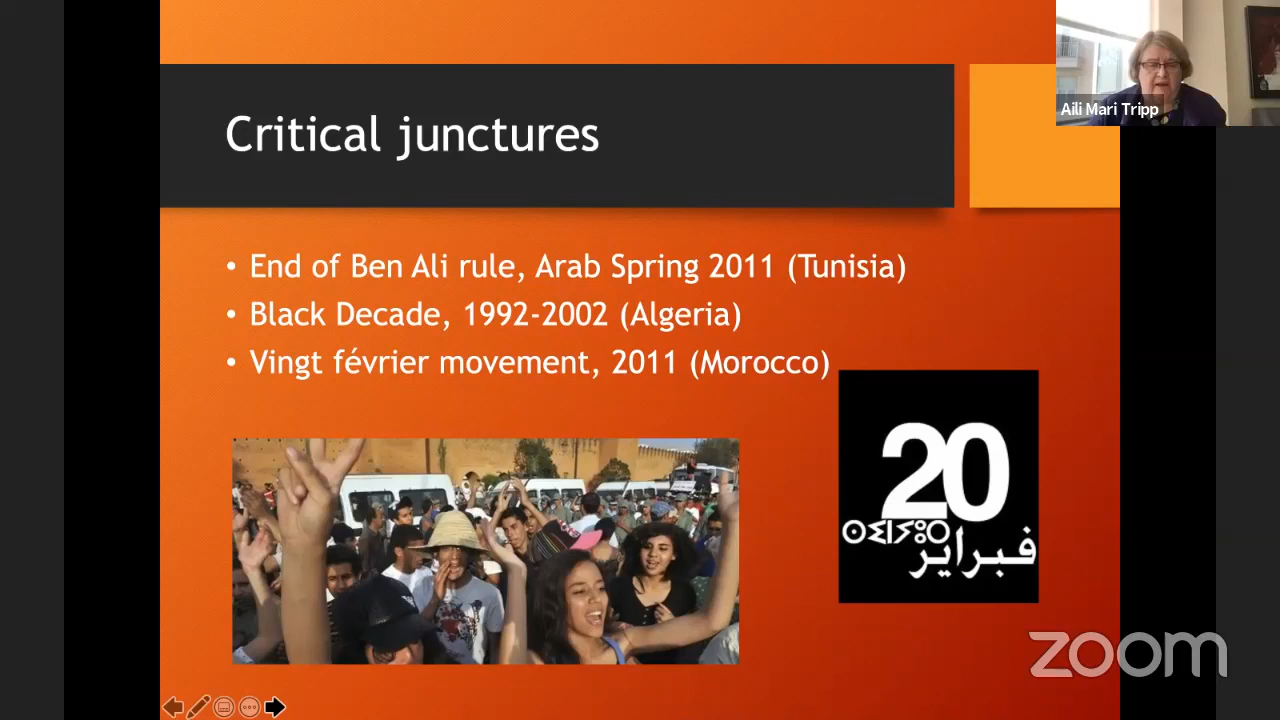 Critical junctures
• End of Ben Ali rule, Arab Spring 2011 (Tunisia)
• Black Decade, 1992-2002 (Algeria)
• Vingt février movement, 2011 (Morocco)
20
ⵙⵉⵏⵢⵓⵔ
فبراير
Aili Mari Tripp
zoom